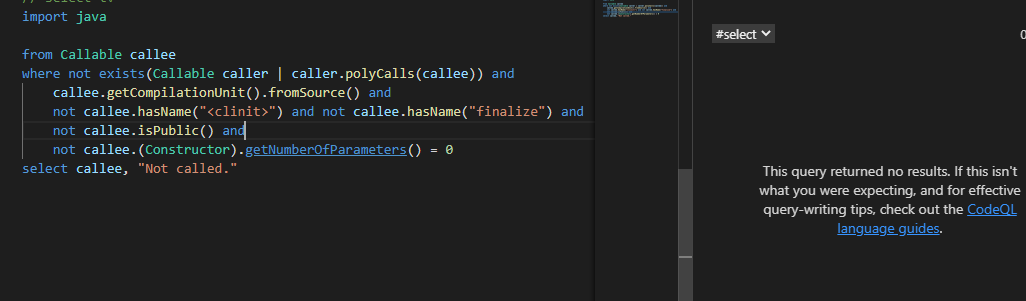 import java
from Callable callee
where not exists(Callable caller | caller.polyCalls(callee)) and
callee.getCompilationUnit().fromSource() and
not callee.hasName("<clinit>") and not callee.hasName("finalize") and
not callee.isPublic() and
not callee.(Constructor).getNumberOfParameters() = 0
select callee, "Not called."
#select
0
This query returned no results. If this isn't
what you were expecting, and for effective
query-writing tips, check out the CodeQL
language guides.